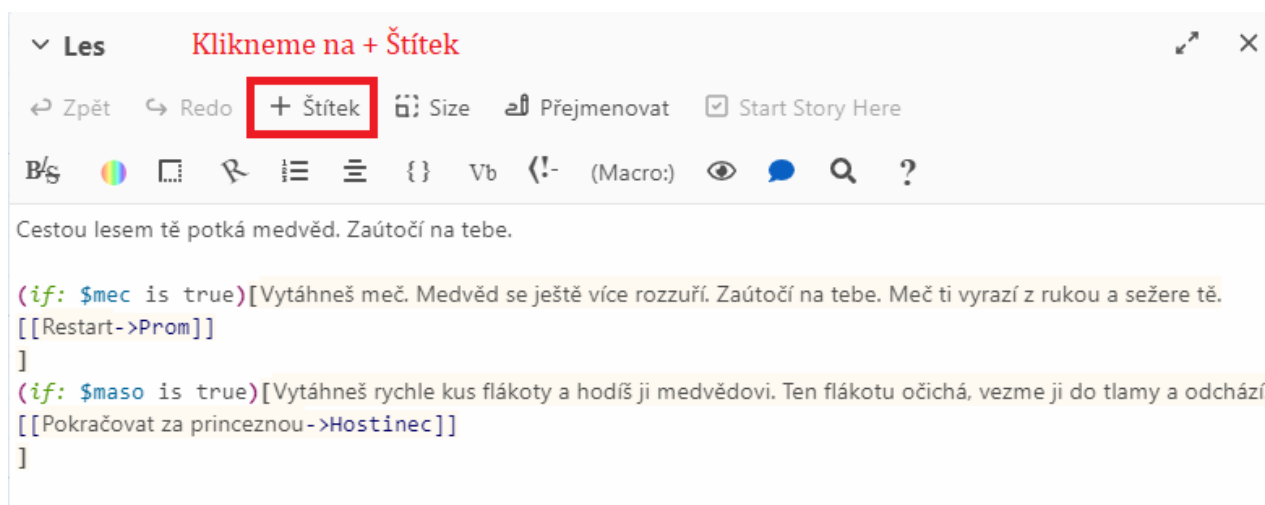 Les Klikneme na + Štítek
Zpět Redo + Štítek Size Přejmenovat Start Story Here
B/S {} Vb (!- (Macro:) ?
Cestou lesem tě potká medvěd. Zaútočí na tebe.
(if: $mec is true)[Vytáhneš meč. Medvěd se ještě více rozzuří. Zaútočí na tebe. Meč ti vyrazí z rukou a sežere tě.
[[Restart->Prom]]
]
(if: $maso is true)[Vytáhneš rychle kus flákoty a hodíš ji medvědovi. Ten flákotu očichá, vezme ji do tlamy a odchází
[[Pokračovat za princeznou->Hostinec]]
]